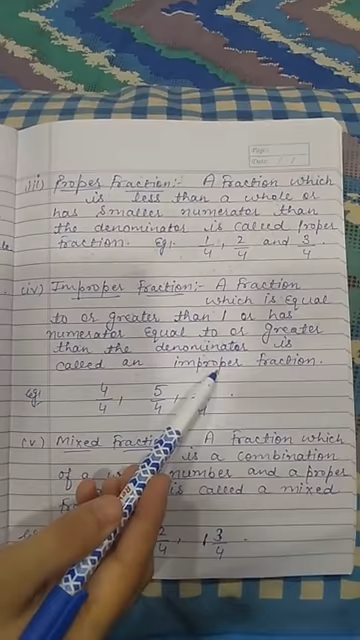 Page:
Date: / /
iii) Proper Fraction:- A Fraction which
is less than a whole or
has smaller numerator than
the denominator is called Proper
fraction. Eg:- 1/4, 2/4 and 3/4.
(iv) Improper Fraction:- A Fraction
which is Equal
to or greater than 1 or has
numerator Equal to or greater
than the denominator is
called an improper fraction.
Eg:- 4/4, 5/4,
(v.) Mixed Fraction A Fraction which
is a combination
of a number and a proper
is called a mixed
2/4, 1 3/4.